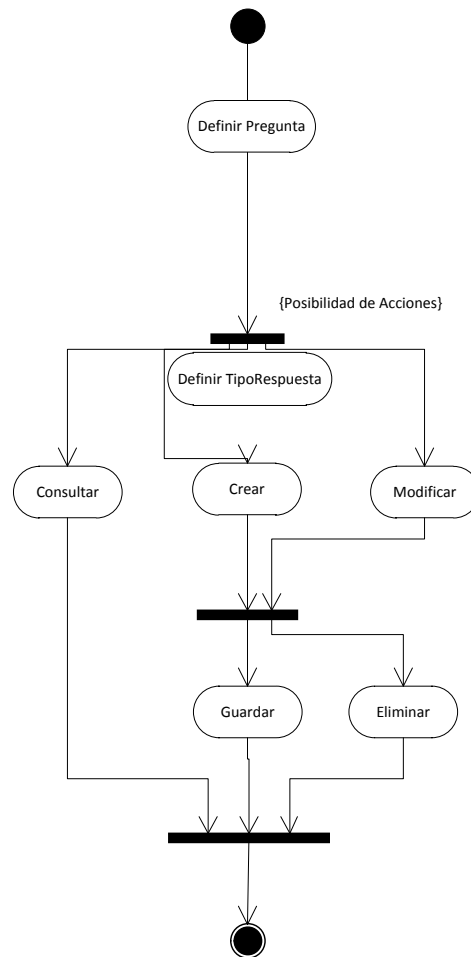 Definir Pregunta
{Posibilidad de Acciones}
Definir TipoRespuesta
Consultar
Crear
Modificar
Guardar
Eliminar